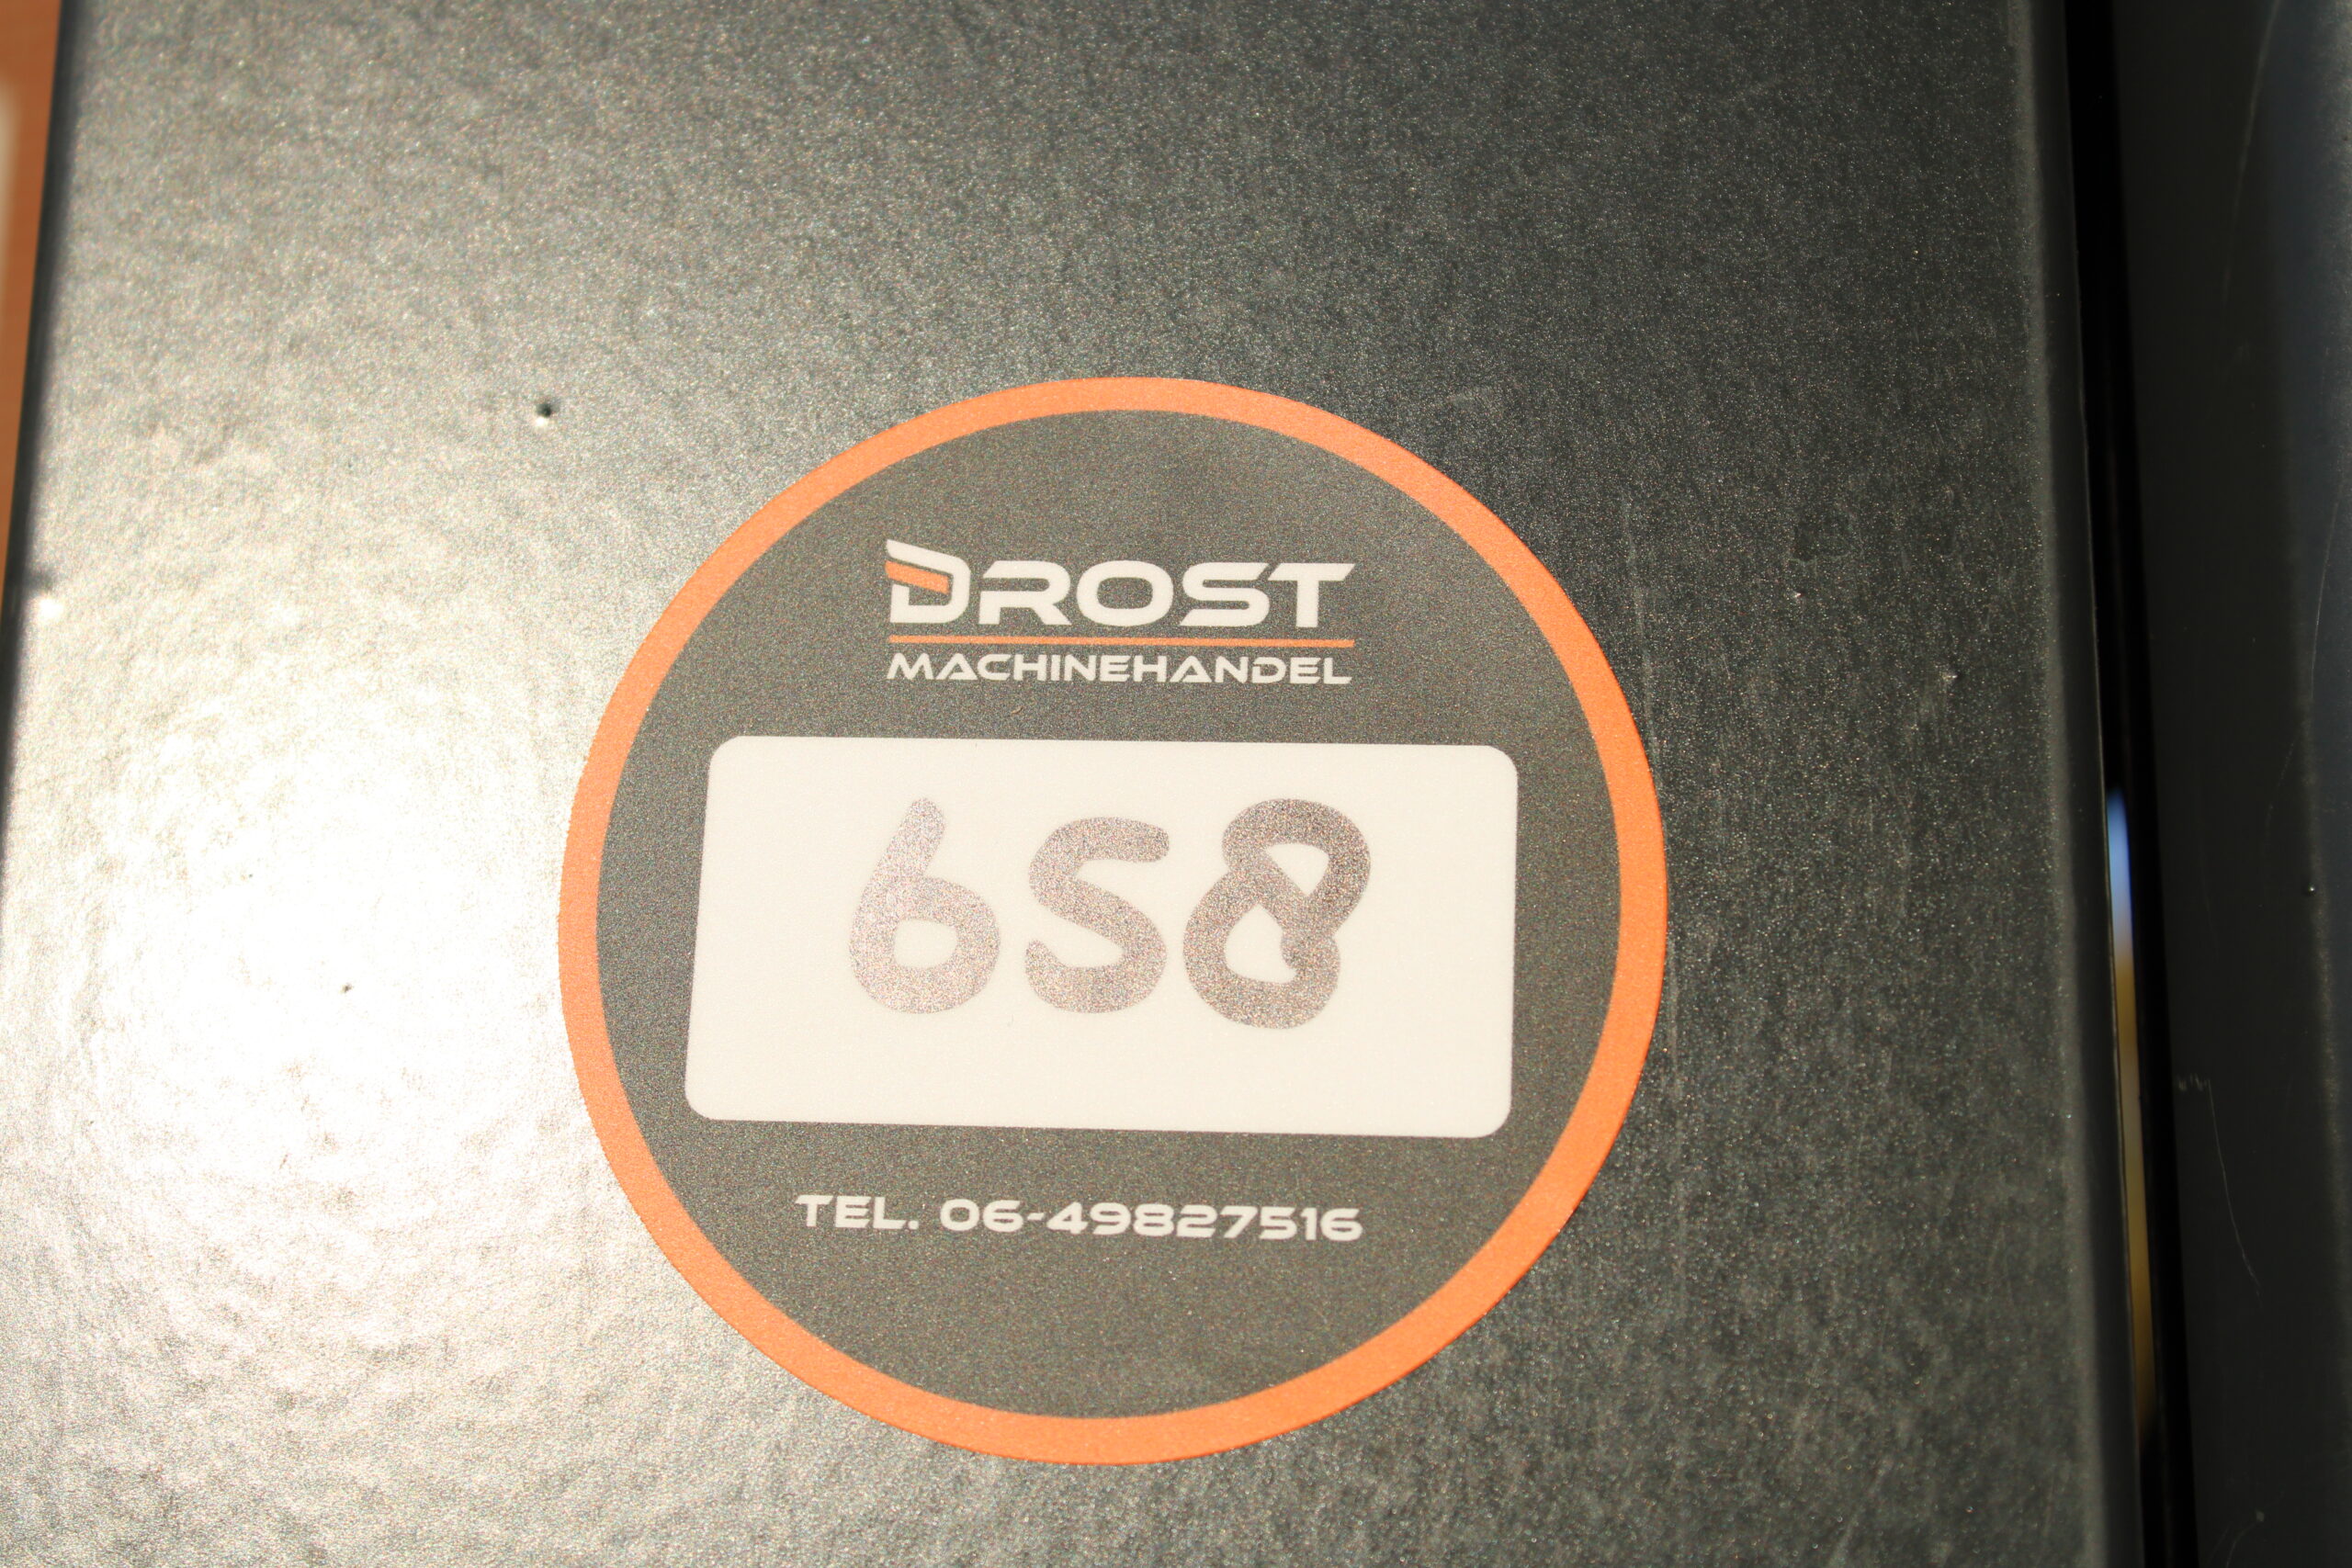 DROST
MACHINEHANDEL
658
TEL. 06-49827516